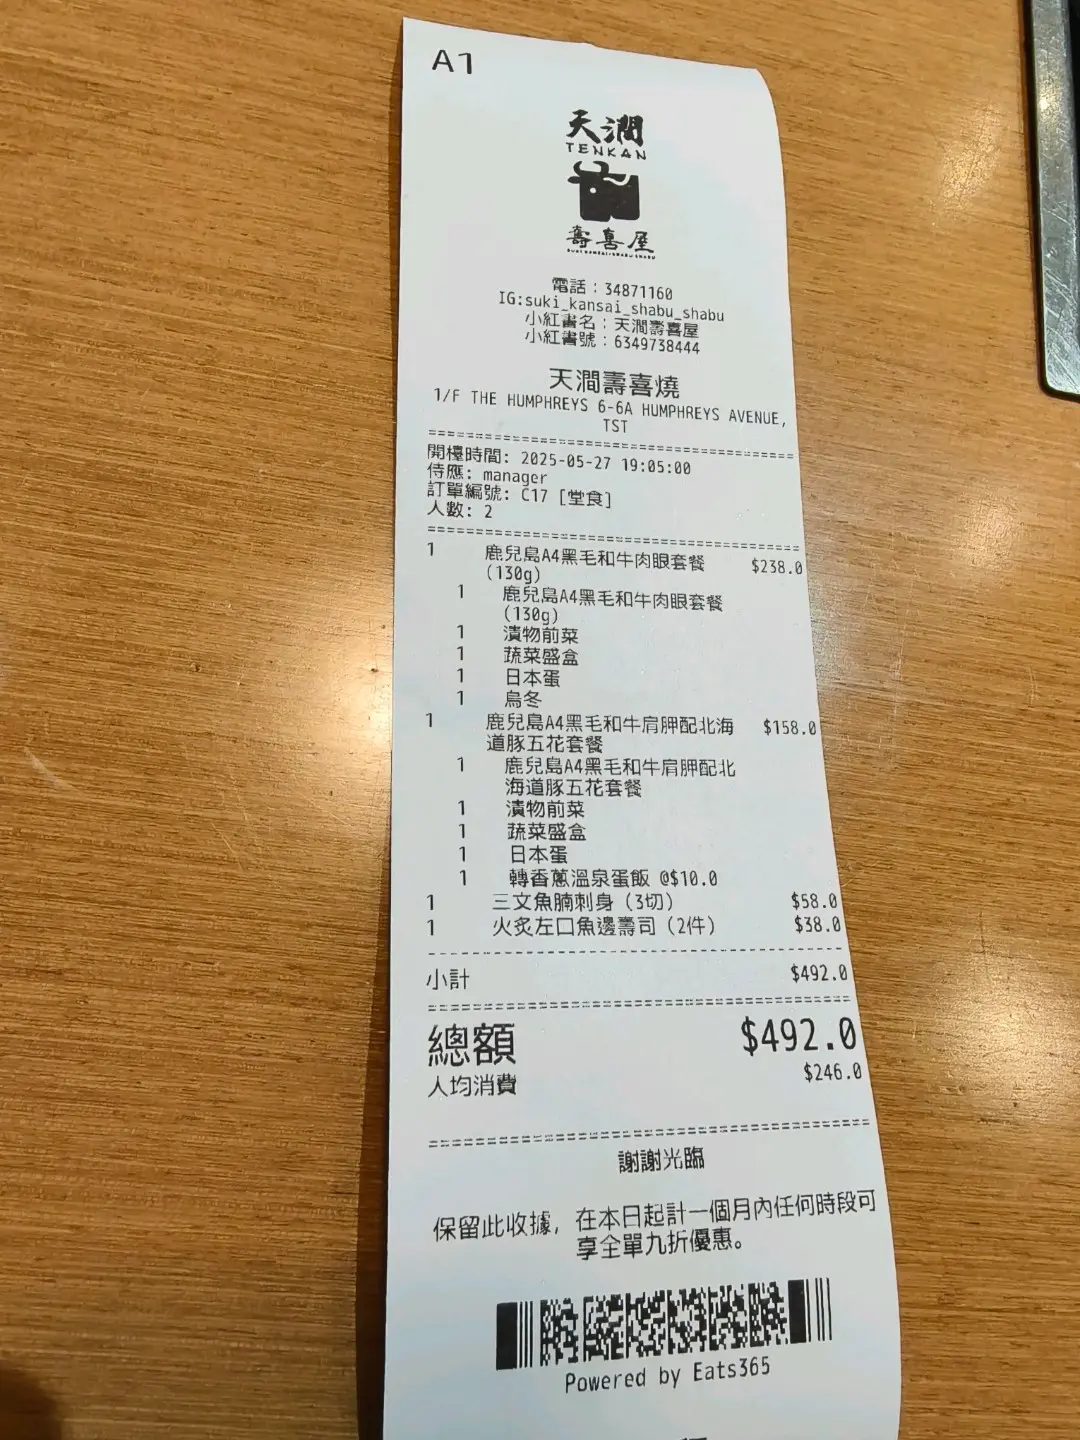 A1
天澗
TENKAN
壽喜屋
SUKI KANSAI SHABU SHABU
電話：34871160
IG:suki_kansai_shabu_shabu
小紅書名：天澗壽喜屋
小紅書號：6349738444
天澗壽喜燒
1/F THE HUMPHREYS 6-6A HUMPHREYS AVENUE,
TST
開檯時間: 2025-05-27 19:05:00
侍應: manager
訂單編號: C17 [堂食]
人數: 2
1 鹿兒島A4黑毛和牛肉眼套餐 $238.0
(130g)
1 鹿兒島A4黑毛和牛肉眼套餐
(130g)
1 漬物前菜
1 蔬菜盛盒
1 日本蛋
1 烏冬
1 鹿兒島A4黑毛和牛肩胛配北海 $158.0
道豚五花套餐
1 鹿兒島A4黑毛和牛肩胛配北
海道豚五花套餐
1 漬物前菜
1 蔬菜盛盒
1 日本蛋
1 轉香蔥溫泉蛋飯 @$10.0
1 三文魚腩刺身（3切） $58.0
1 火炙左口魚邊壽司（2件） $38.0
小計 $492.0
總額 $492.0
人均消費 $246.0
謝謝光臨
保留此收據，在本日起計一個月內任何時段可
享全單九折優惠。
Powered by Eats365